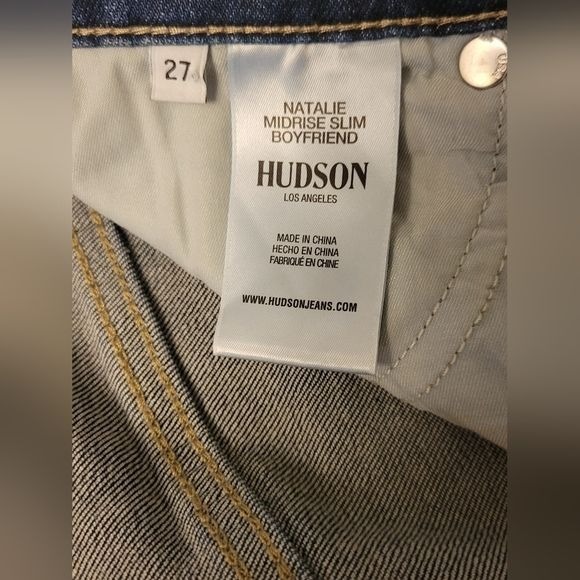 27
NATALIE
MIDRISE SLIM
BOYFRIEND
HUDSON
LOS ANGELES
MADE IN CHINA
HECHO EN CHINA
FABRIQUÉ EN CHINE
WWW.HUDSONJEANS.COM